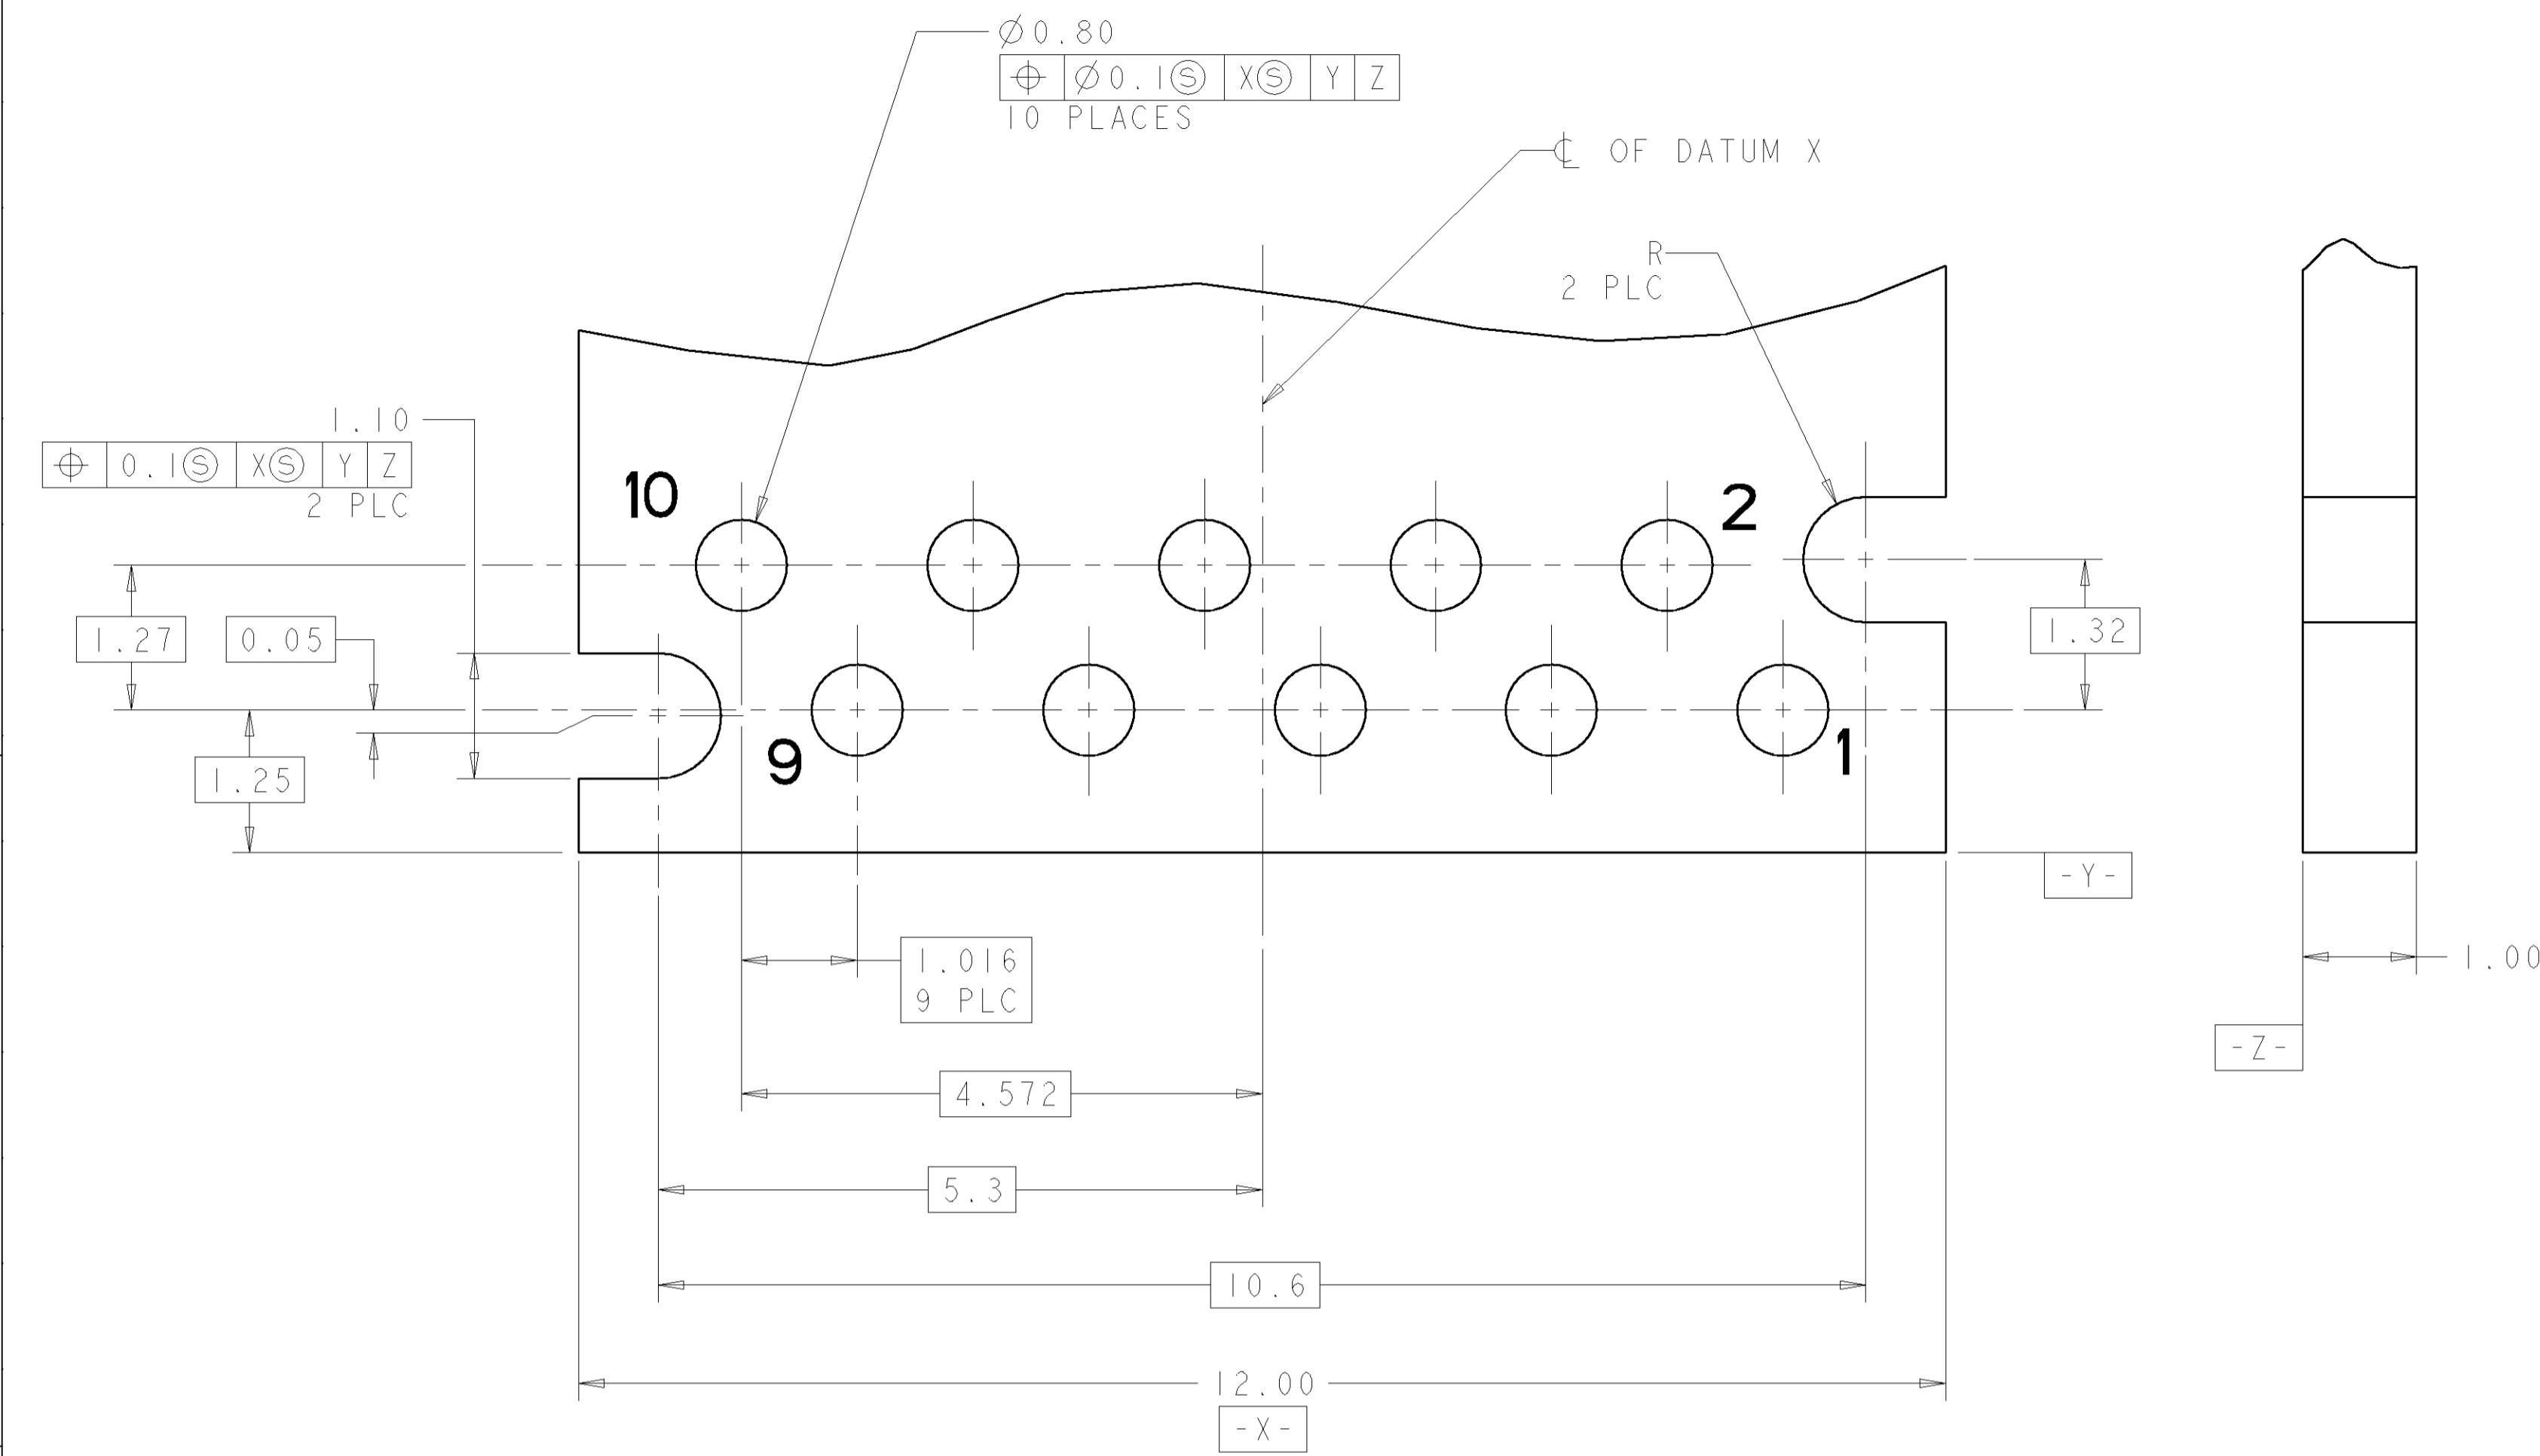 ⌀0.80
⌖ ⌀0.1Ⓢ XⓈ Y Z
10 PLACES
℄ OF DATUM X
R
2 PLC
1.10
⌖ 0.1Ⓢ XⓈ Y Z
2 PLC
10
2
1.27
0.05
1.32
1.25
9
1
-Y-
1.016
9 PLC
1.00
-Z-
4.572
5.3
10.6
12.00
-X-